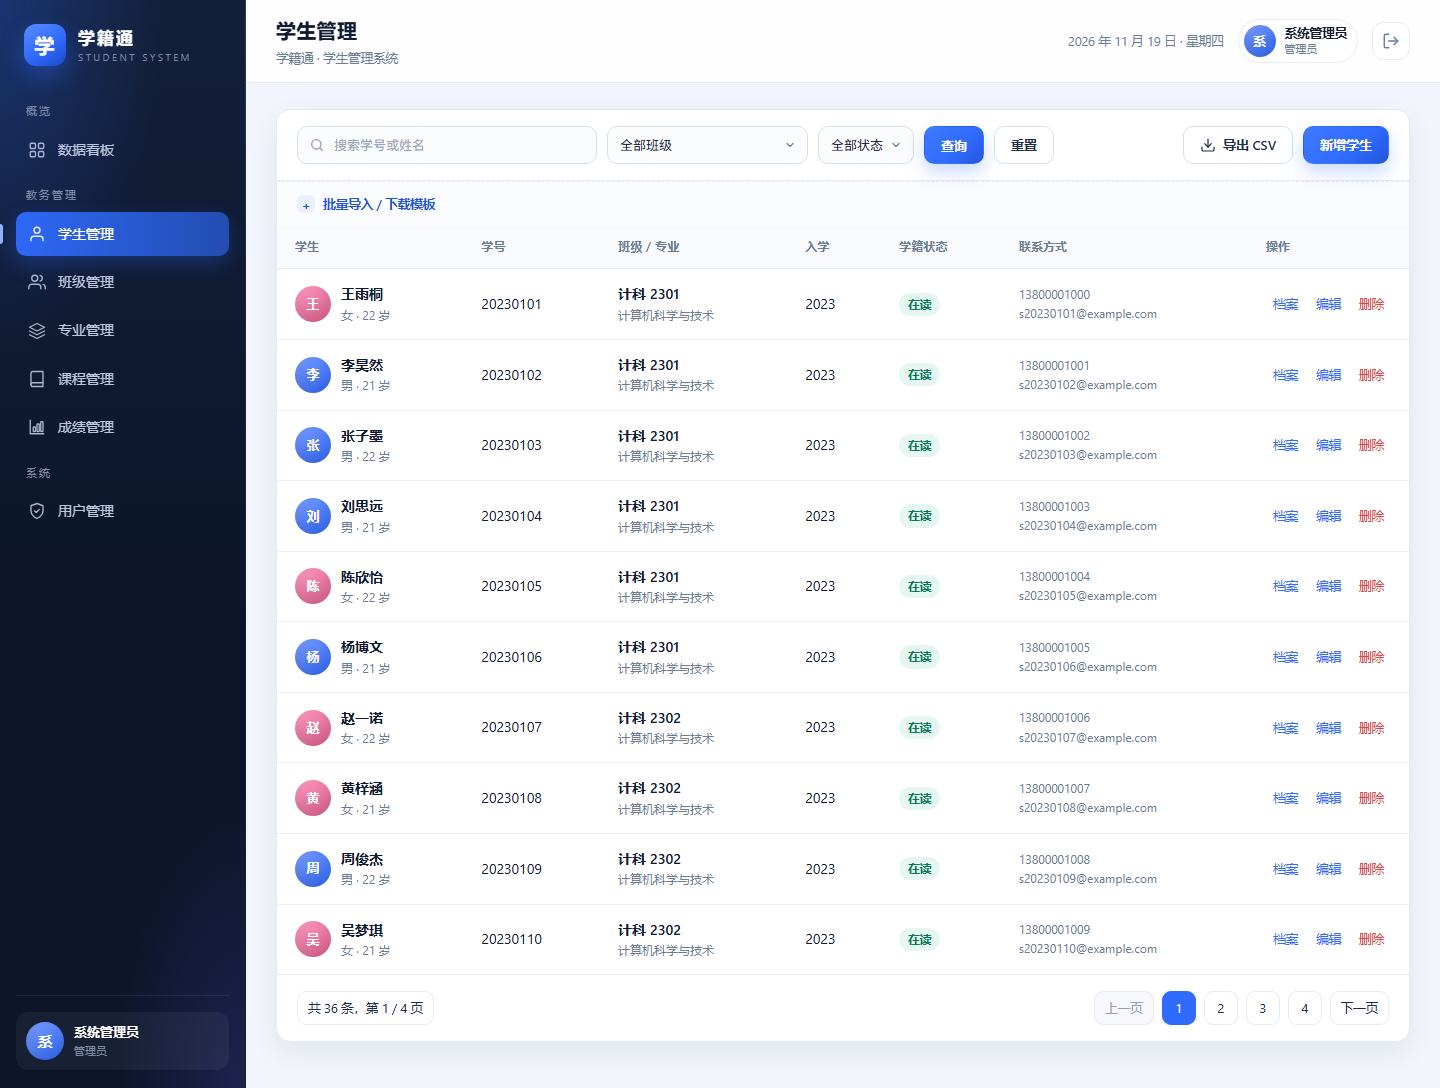 学
学籍通
STUDENT SYSTEM
概览
数据看板
教务管理
学生管理
班级管理
专业管理
课程管理
成绩管理
系统
用户管理
系
系统管理员
管理员
学生管理
学籍通 · 学生管理系统
2026 年 11 月 19 日 · 星期四
系
系统管理员
管理员
搜索学号或姓名
全部班级
全部状态
查询
重置
导出 CSV
新增学生
+ 批量导入 / 下载模板
学生 学号 班级 / 专业 入学 学籍状态 联系方式 操作
王 王雨桐 20230101 计科 2301 2023 在读 13800001000 档案 编辑 删除
女 · 22 岁 计算机科学与技术 s20230101@example.com
李 李昊然 20230102 计科 2301 2023 在读 13800001001 档案 编辑 删除
男 · 21 岁 计算机科学与技术 s20230102@example.com
张 张子墨 20230103 计科 2301 2023 在读 13800001002 档案 编辑 删除
男 · 22 岁 计算机科学与技术 s20230103@example.com
刘 刘思远 20230104 计科 2301 2023 在读 13800001003 档案 编辑 删除
男 · 21 岁 计算机科学与技术 s20230104@example.com
陈 陈欣怡 20230105 计科 2301 2023 在读 13800001004 档案 编辑 删除
女 · 22 岁 计算机科学与技术 s20230105@example.com
杨 杨博文 20230106 计科 2301 2023 在读 13800001005 档案 编辑 删除
男 · 21 岁 计算机科学与技术 s20230106@example.com
赵 赵一诺 20230107 计科 2302 2023 在读 13800001006 档案 编辑 删除
女 · 22 岁 计算机科学与技术 s20230107@example.com
黄 黄梓涵 20230108 计科 2302 2023 在读 13800001007 档案 编辑 删除
女 · 21 岁 计算机科学与技术 s20230108@example.com
周 周俊杰 20230109 计科 2302 2023 在读 13800001008 档案 编辑 删除
男 · 22 岁 计算机科学与技术 s20230109@example.com
吴 吴梦琪 20230110 计科 2302 2023 在读 13800001009 档案 编辑 删除
女 · 21 岁 计算机科学与技术 s20230110@example.com
共 36 条，第 1 / 4 页
上一页 1 2 3 4 下一页